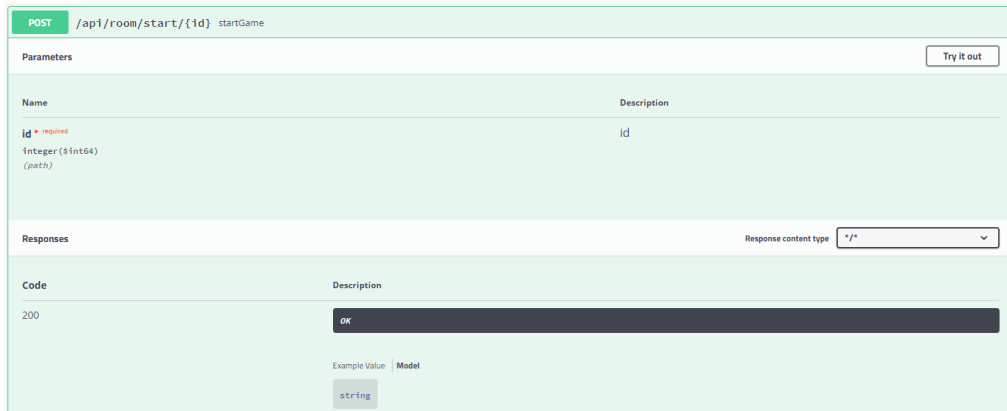 POST /api/room/start/{id} startGame
Parameters Try it out
Name Description
id * required id
integer($int64)
(path)
Responses Response content type */*
Code Description
200 OK
Example Value Model
string